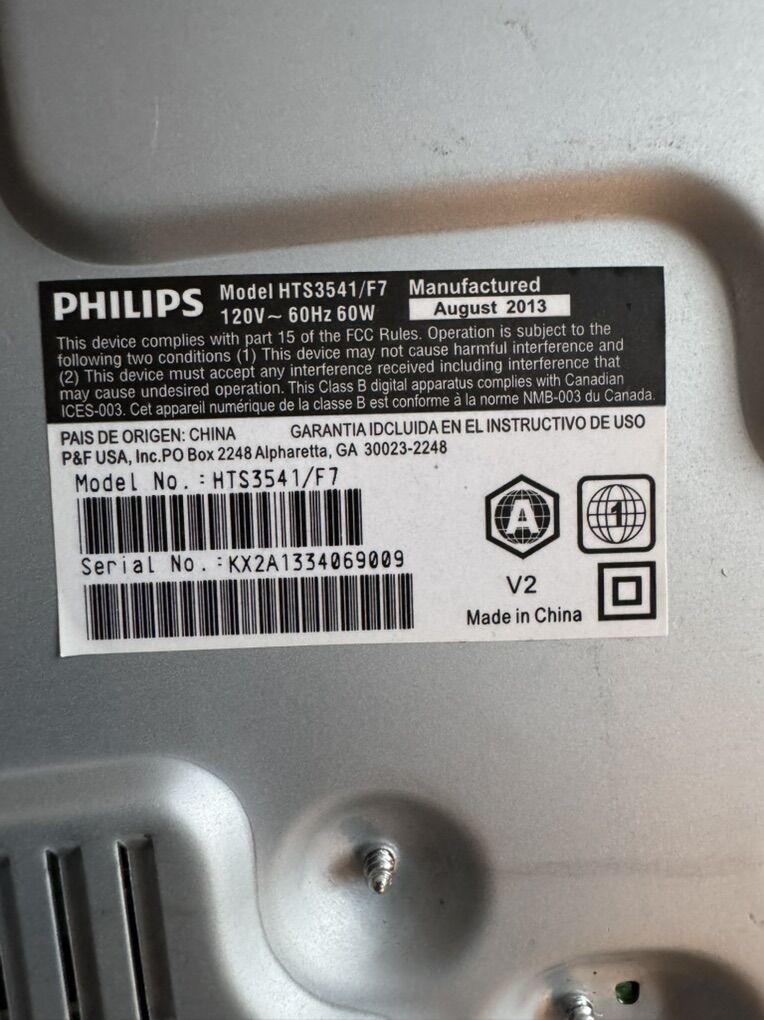 PHILIPS
Model HTS3541/F7
120V~ 60Hz 60W
Manufactured
August 2013
This device complies with part 15 of the FCC Rules. Operation is subject to the
following two conditions (1) This device may not cause harmful interference and
(2) This device must accept any interference received including interference that
may cause undesired operation. This Class B digital apparatus complies with Canadian
ICES-003. Cet appareil numérique de la classe B est conforme à la norme NMB-003 du Canada.
PAIS DE ORIGEN: CHINA
GARANTIA IDCLUIDA EN EL INSTRUCTIVO DE USO
P&F USA, Inc.PO Box 2248 Alpharetta, GA 30023-2248
Model No.:HTS3541/F7
Serial No.:KX2A1334069009
A
1
V2
Made in China